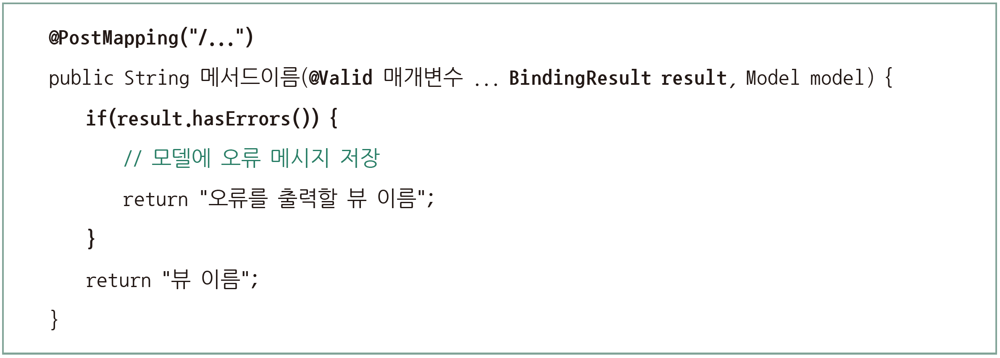 @PostMapping("/...")
public String 메서드이름(@Valid 매개변수 ... BindingResult result, Model model) {
if(result.hasErrors()) {
// 모델에 오류 메시지 저장
return "오류를 출력할 뷰 이름";
}
return "뷰 이름";
}